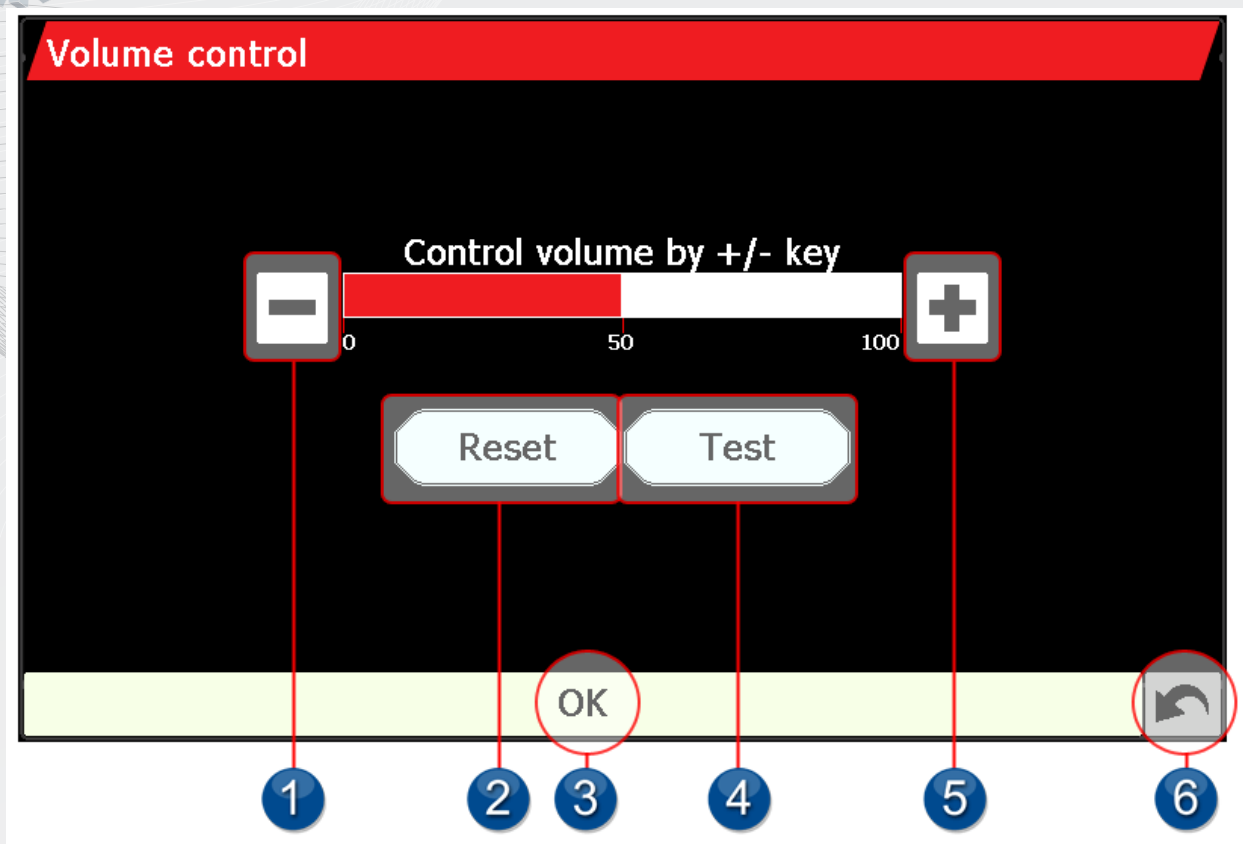 Volume control
Control volume by +/- key
0 50 100
Reset Test
OK
1 2 3 4 5 6